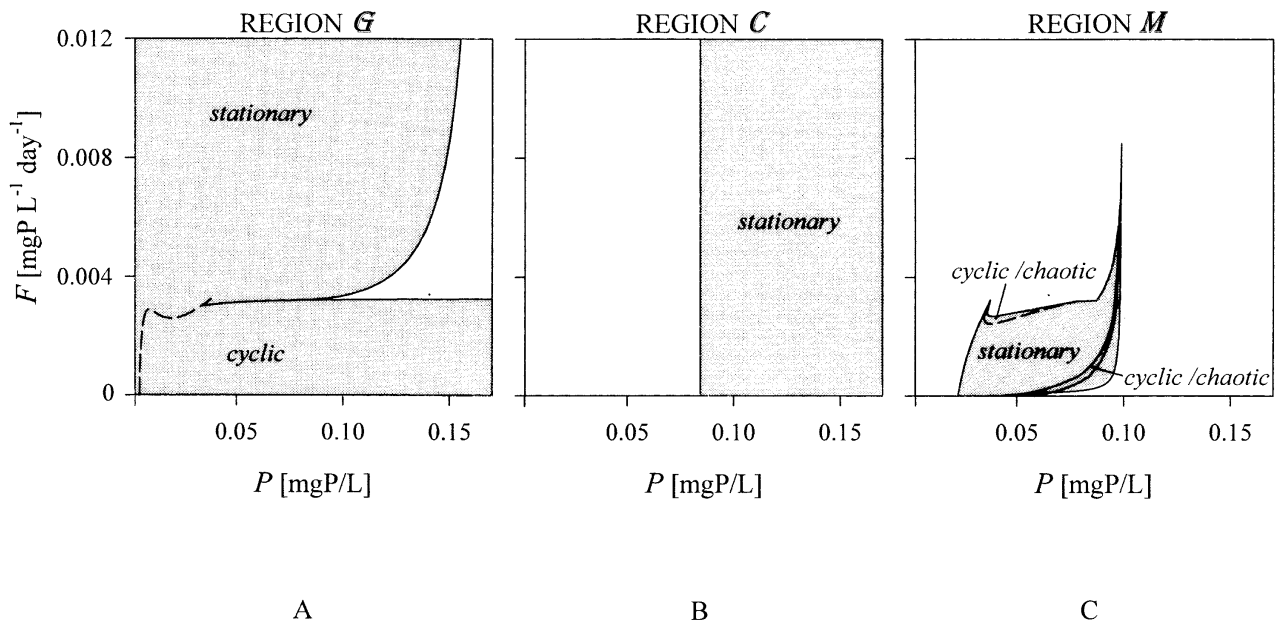 REGION G
REGION C
REGION M
F [mgP L⁻¹ day⁻¹]
0.012
0.008
0.004
0
stationary
cyclic
stationary
cyclic /chaotic
stationary
cyclic /chaotic
0.05 0.10 0.15
0.05 0.10 0.15
0.05 0.10 0.15
P [mgP/L]
P [mgP/L]
P [mgP/L]
A
B
C